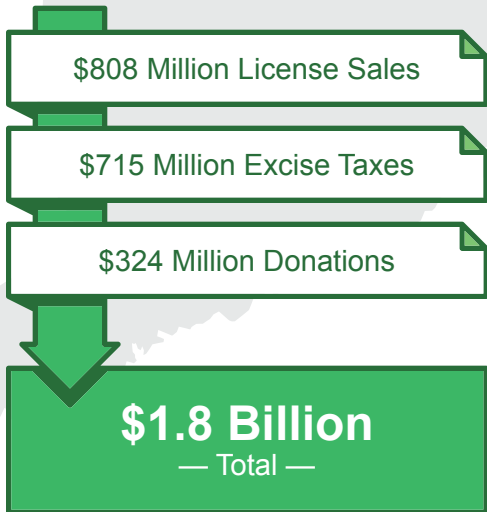 $808 Million License Sales
$715 Million Excise Taxes
$324 Million Donations
$1.8 Billion
— Total —